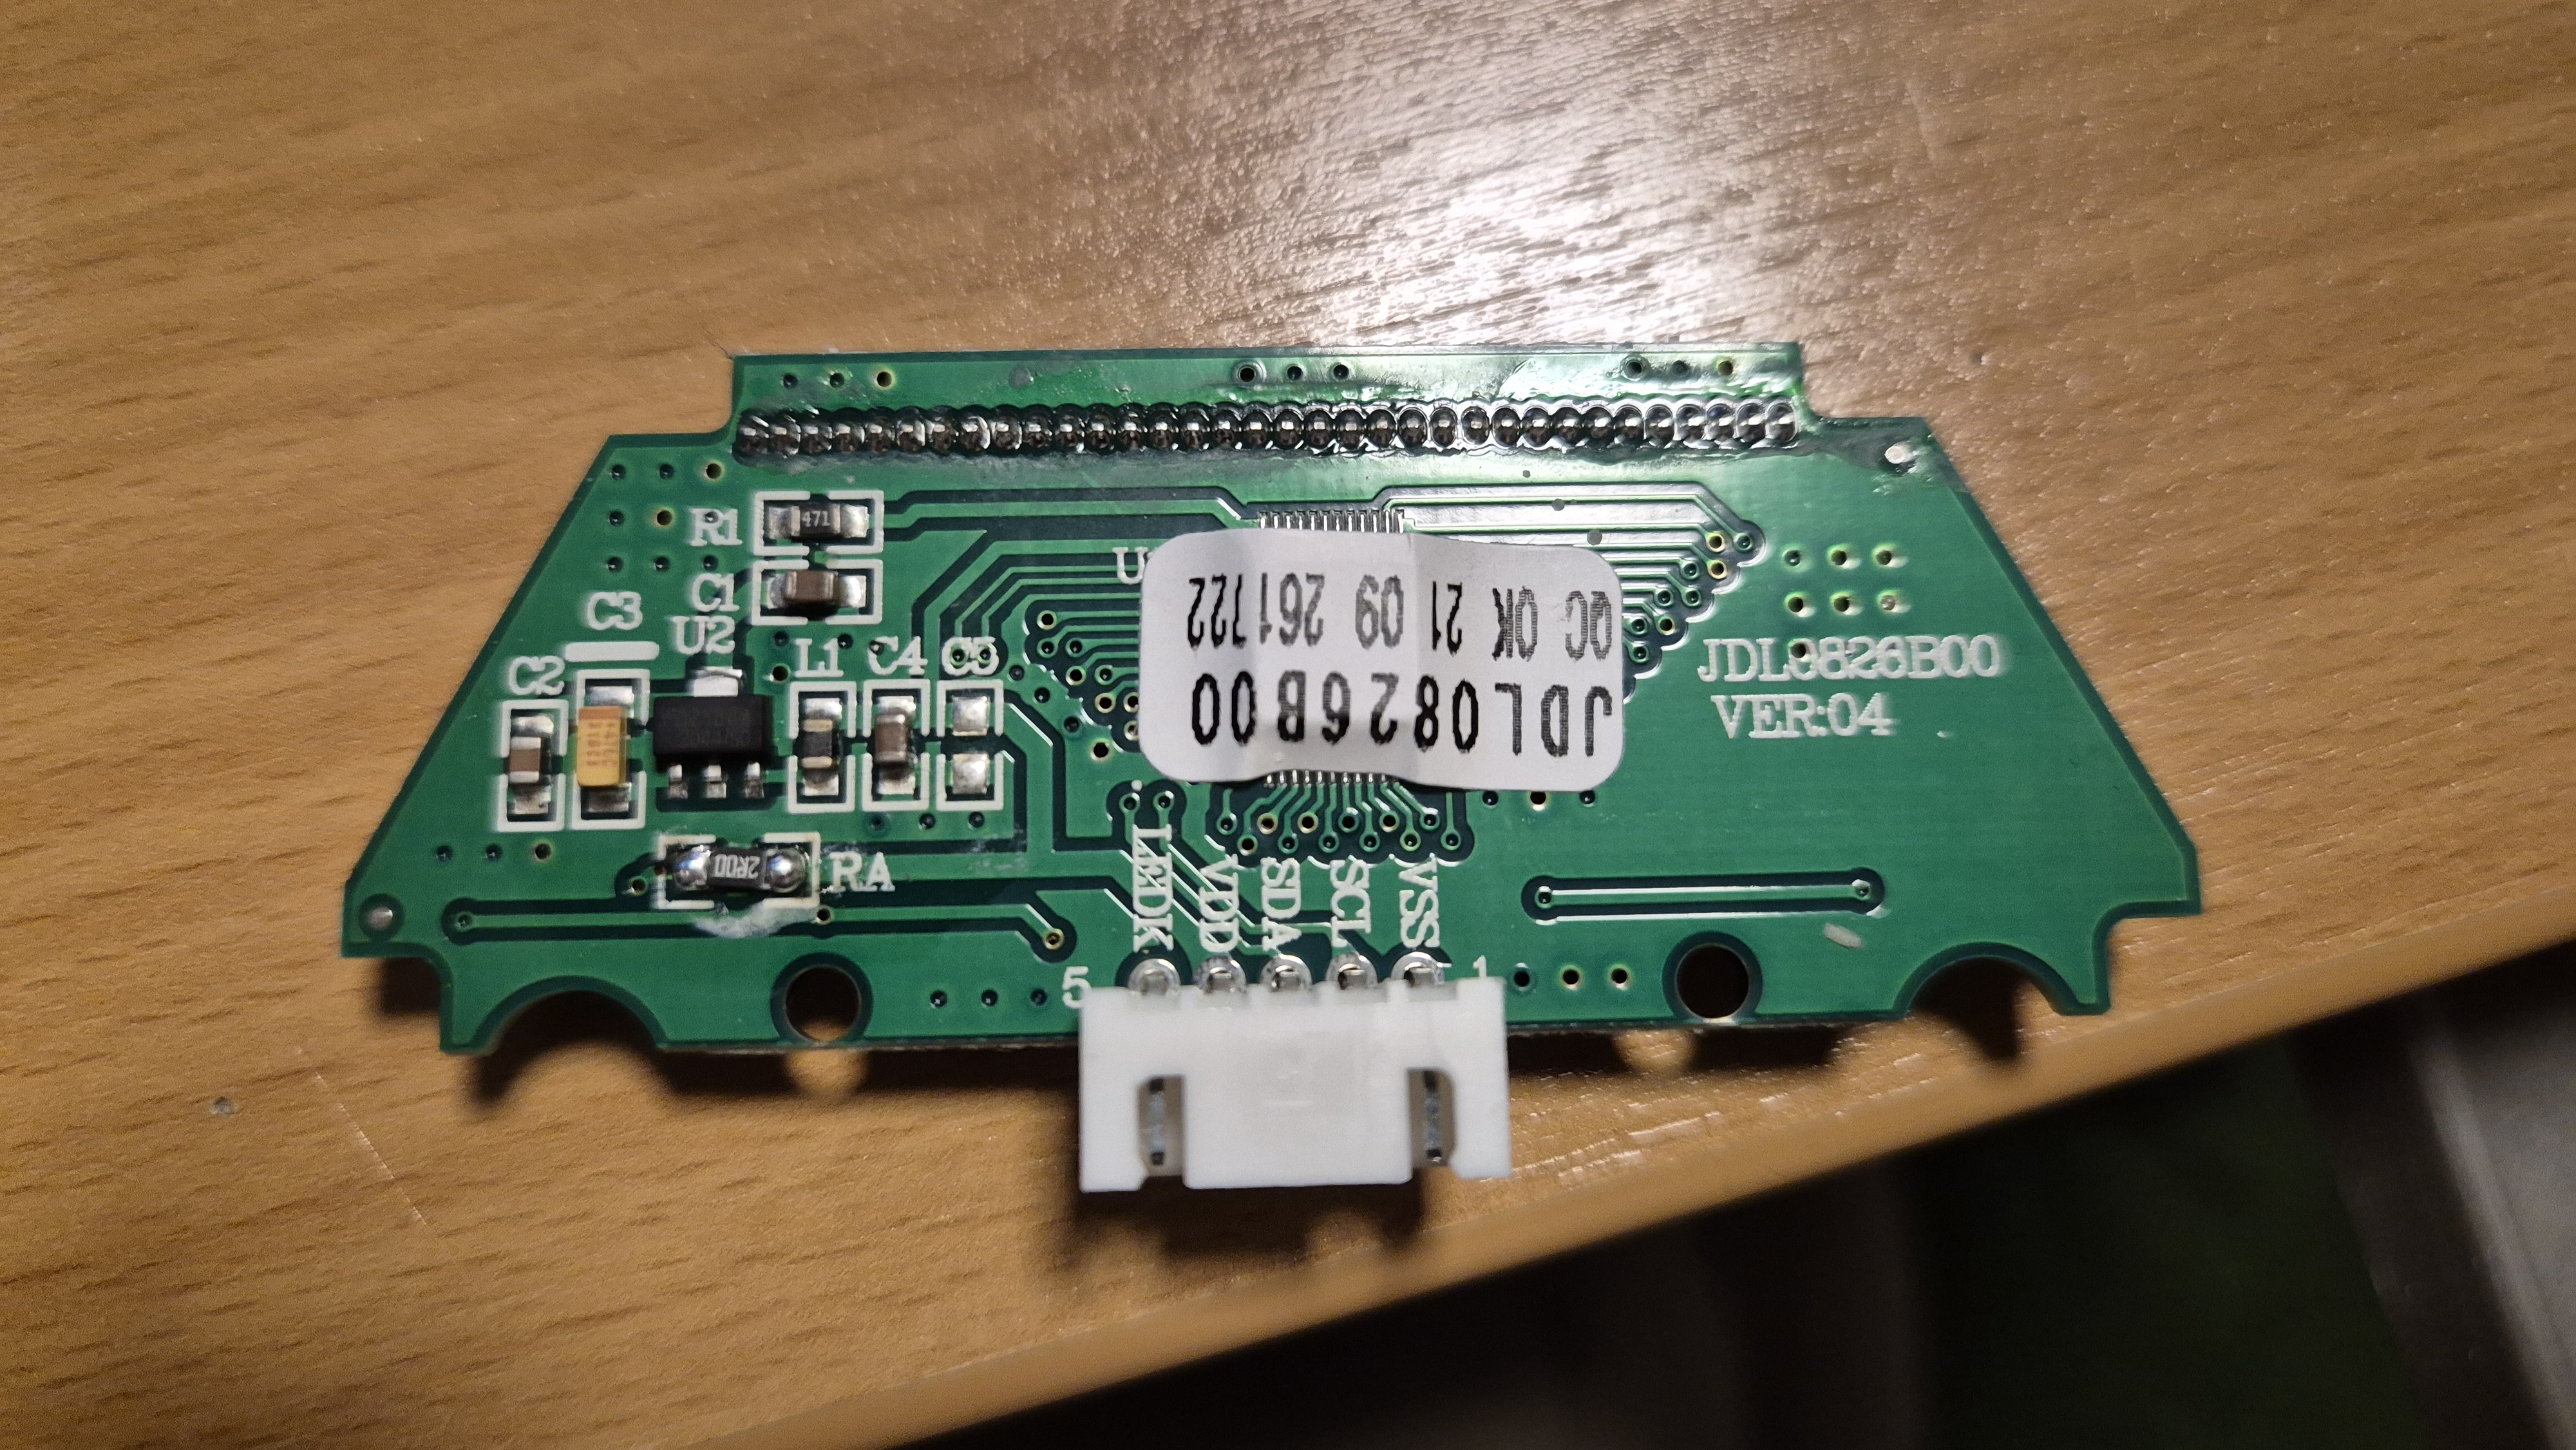 R1
471
C1
C3
U2
C2
L1
C4
C5
U
QC OK 21 09 261722
JDL0826B00
JDL9826B00
VER:04
2R00
RA
LEDK
VDD
SDA
SCL
VSS
5
1